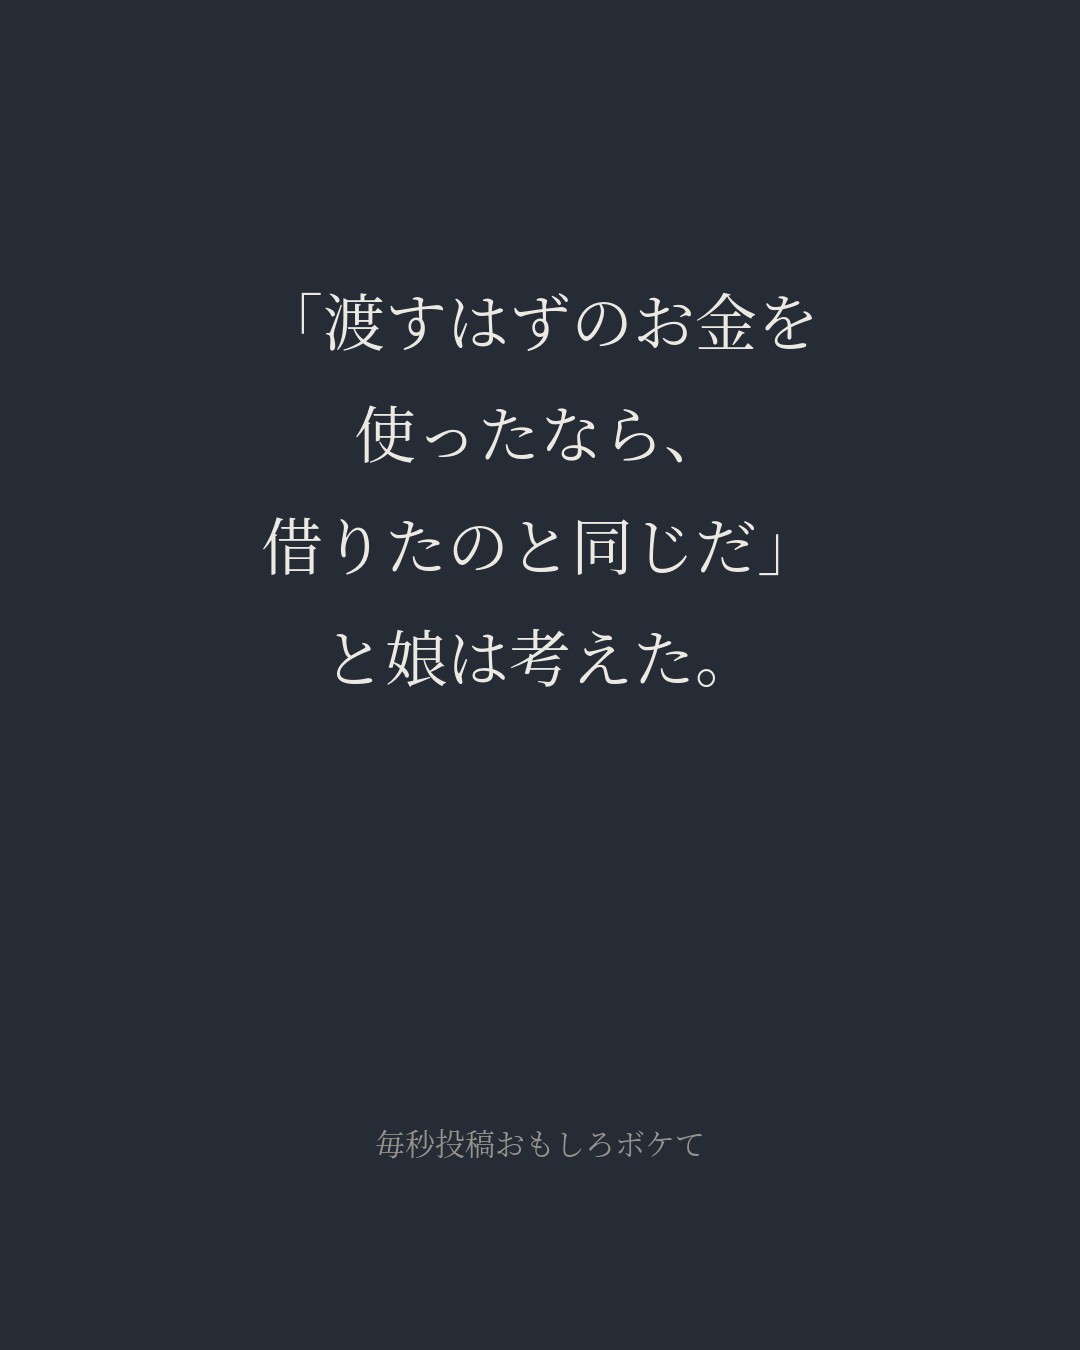 「渡すはずのお金を
使ったなら、
借りたのと同じだ」
と娘は考えた。
毎秒投稿おもしろボケて